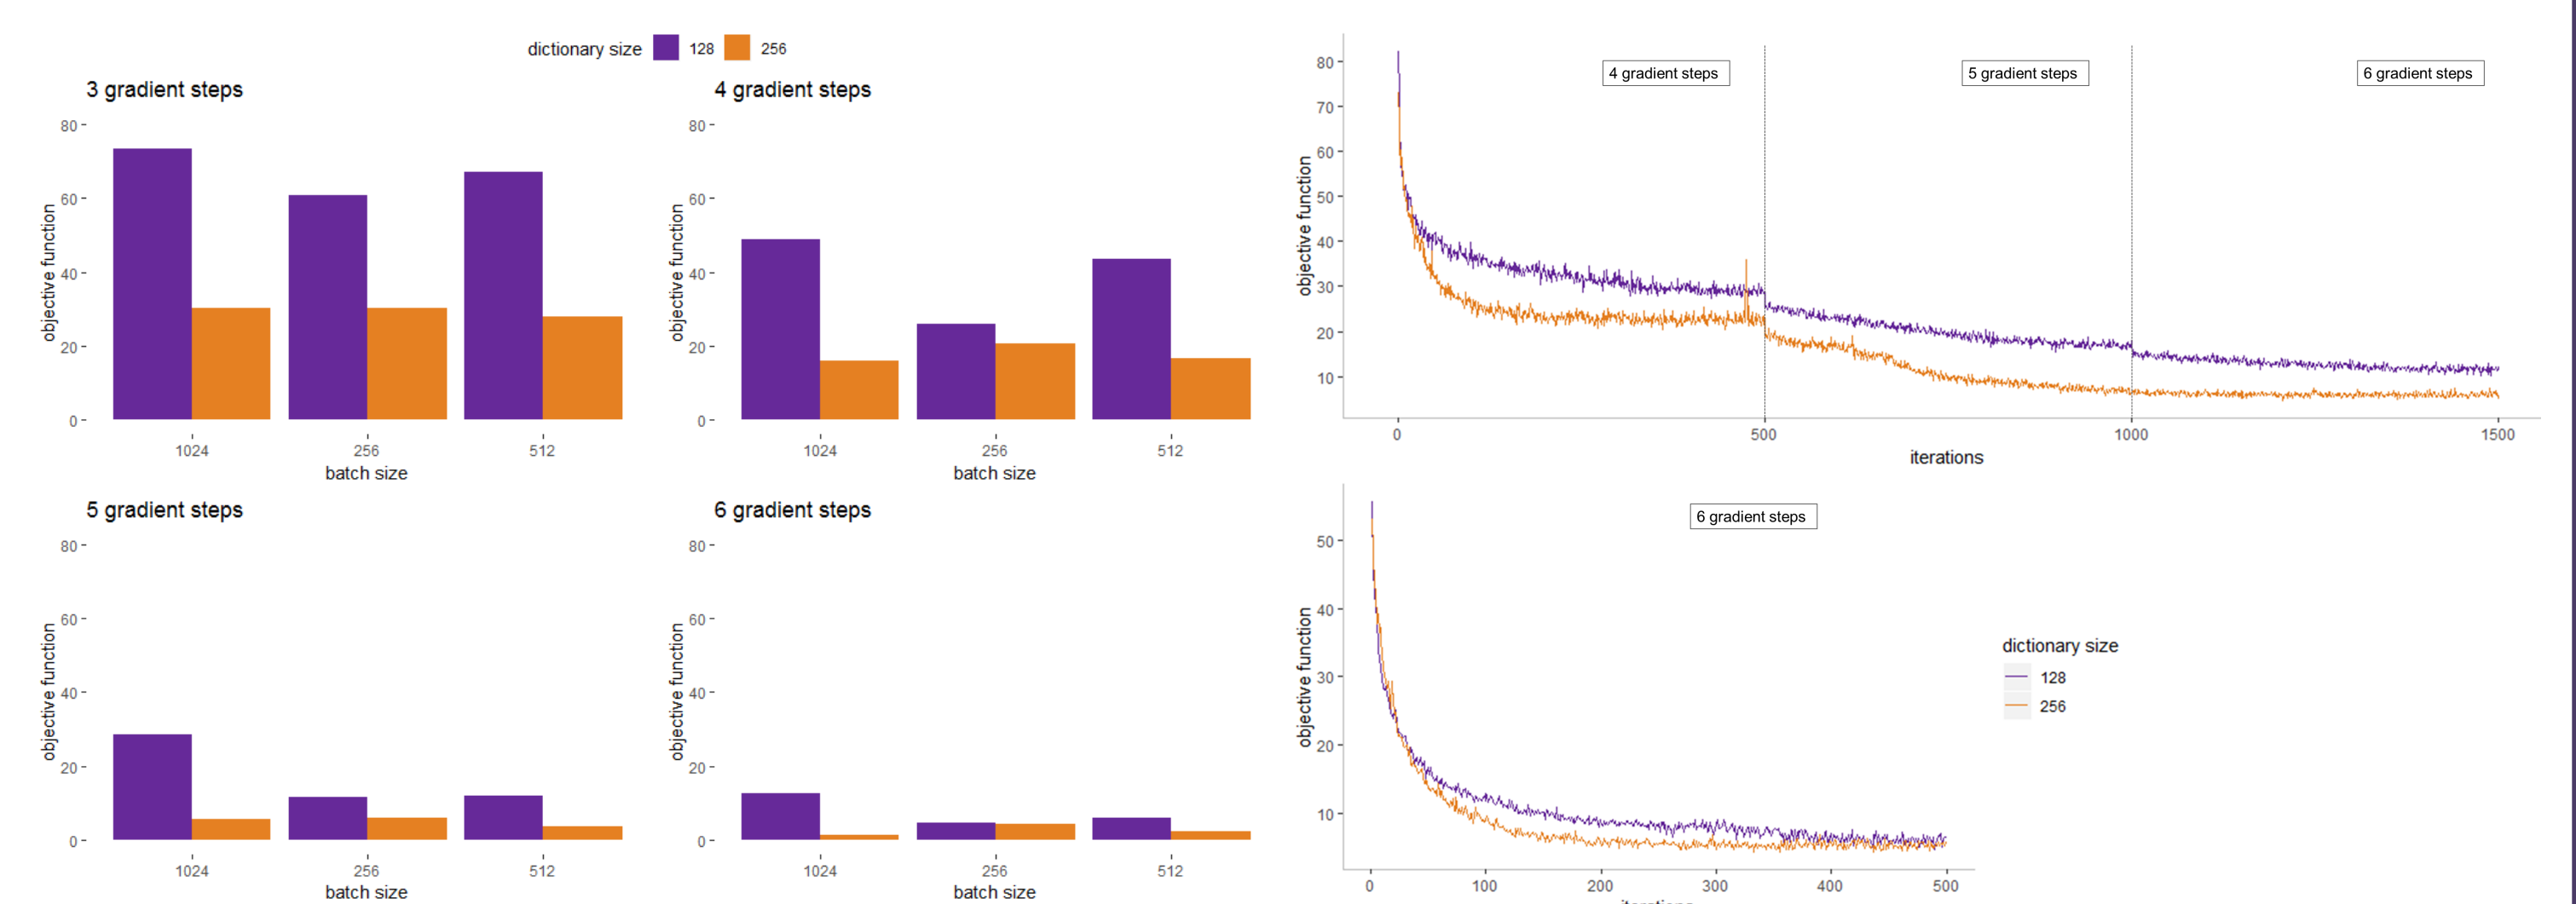 dictionary size 128 256
3 gradient steps
80
60
40
20
0
objective function
1024 256 512
batch size
4 gradient steps
80
60
40
20
0
objective function
1024 256 512
batch size
5 gradient steps
80
60
40
20
0
objective function
1024 256 512
batch size
6 gradient steps
80
60
40
20
0
objective function
1024 256 512
batch size
4 gradient steps
5 gradient steps
6 gradient steps
80
70
60
50
40
30
20
10
objective function
0 500 1000 1500
iterations
6 gradient steps
50
40
30
20
10
objective function
0 100 200 300 400 500
iterations
dictionary size
128
256